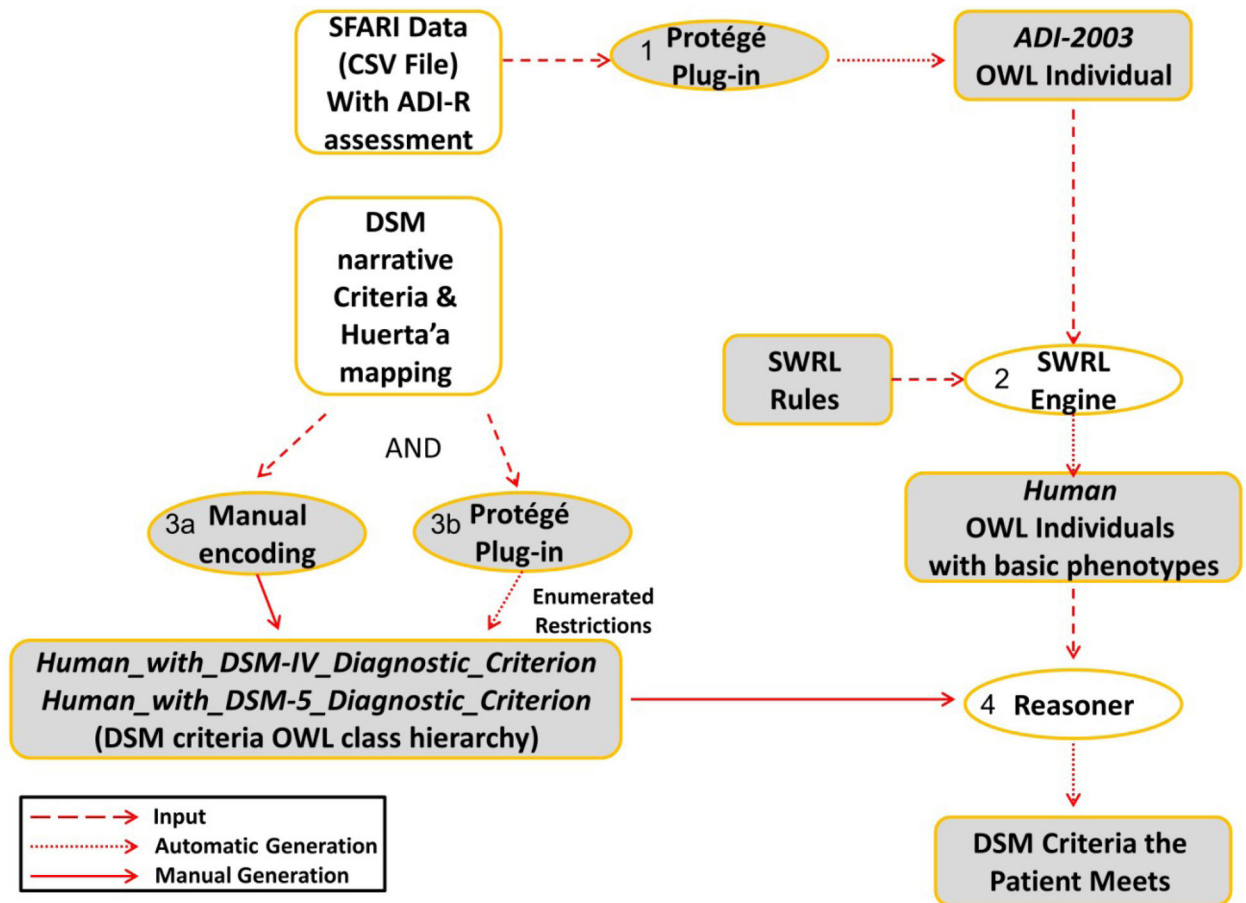 SFARI Data
(CSV File)
With ADI-R
assessment
1 Protégé
Plug-in
ADI-2003
OWL Individual
DSM
narrative
Criteria &
Huerta’a
mapping
SWRL
Rules
2 SWRL
Engine
AND
3a Manual
encoding
3b Protégé
Plug-in
Human
OWL Individuals
with basic phenotypes
Enumerated
Restrictions
Human_with_DSM-IV_Diagnostic_Criterion
Human_with_DSM-5_Diagnostic_Criterion
(DSM criteria OWL class hierarchy)
4 Reasoner
Input
Automatic Generation
Manual Generation
DSM Criteria the
Patient Meets